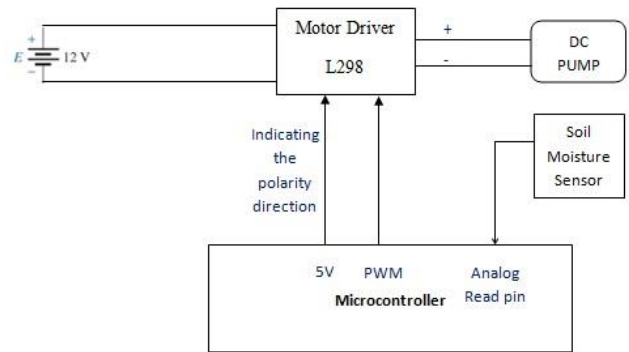 Motor Driver
L298
+
-
DC
PUMP
+
E
12 V
-
Indicating
the
polarity
direction
Soil
Moisture
Sensor
5V PWM Analog
Microcontroller Read pin